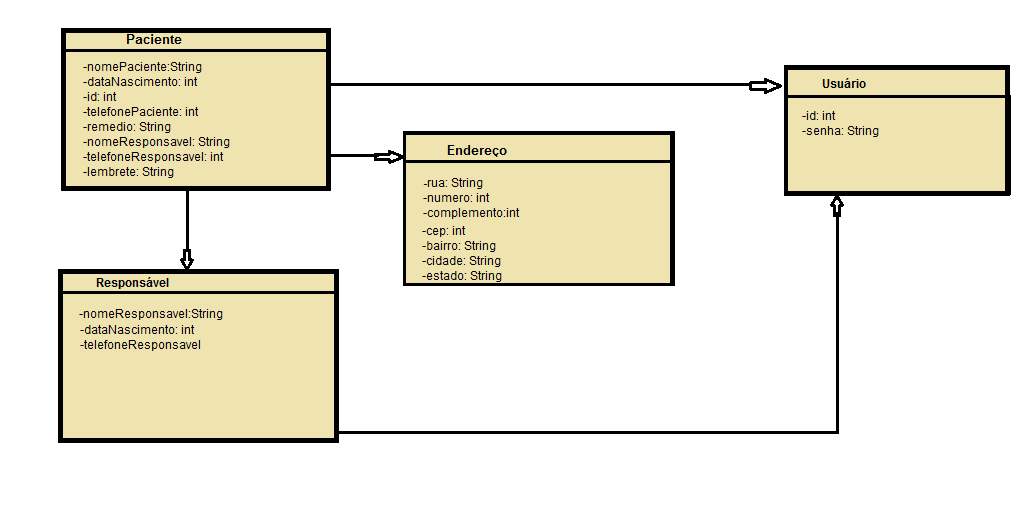 Paciente
-nomePaciente:String
-dataNascimento: int
-id: int
-telefonePaciente: int
-remedio: String
-nomeResponsavel: String
-telefoneResponsavel: int
-lembrete: String
Usuário
-id: int
-senha: String
Endereço
-rua: String
-numero: int
-complemento:int
-cep: int
-bairro: String
-cidade: String
-estado: String
Responsável
-nomeResponsavel:String
-dataNascimento: int
-telefoneResponsavel